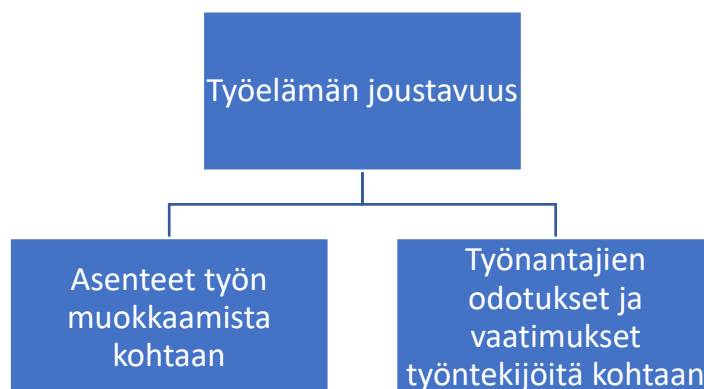 Työelämän joustavuus
Asenteet työn
muokkaamista
kohtaan
Työnantajien
odotukset ja
vaatimukset
työntekijöitä kohtaan